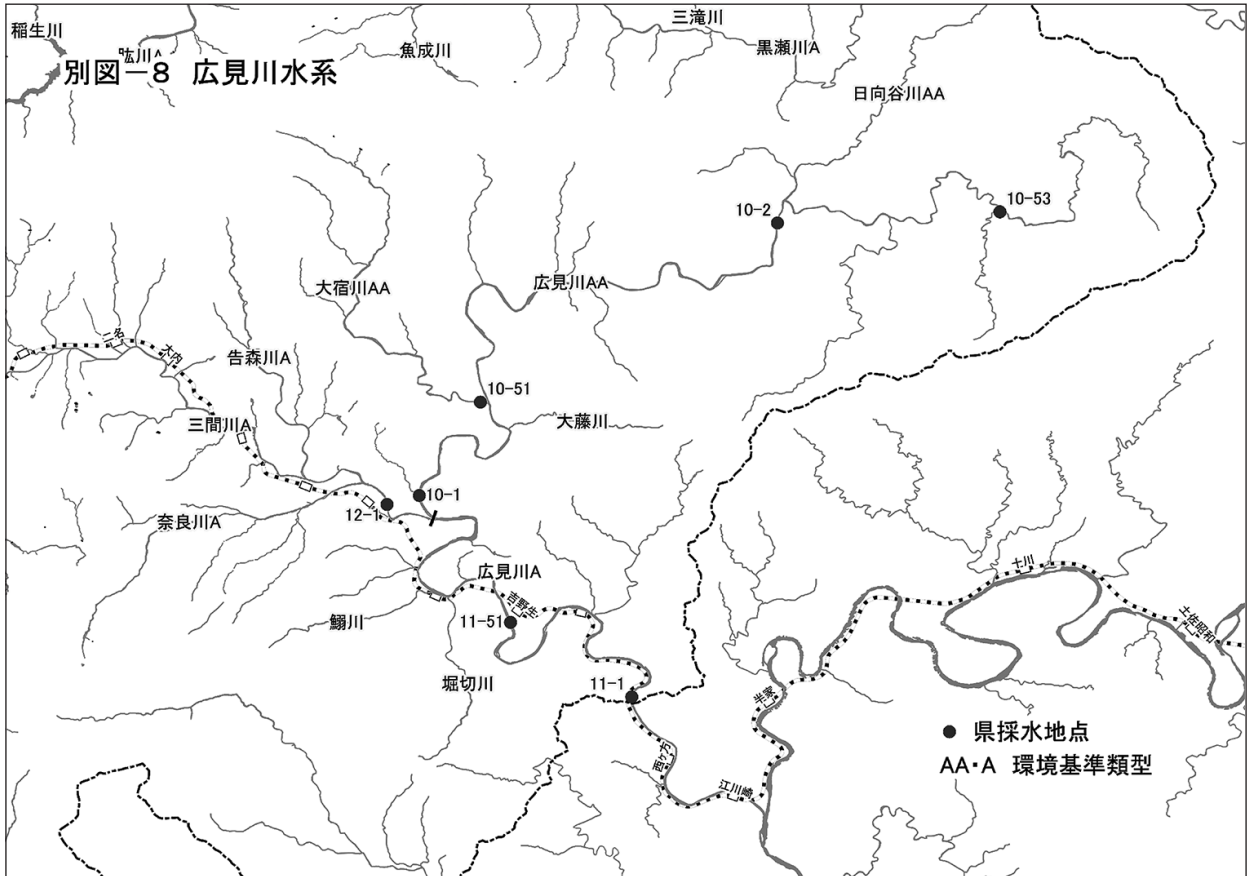 稲生川
三滝川
魚成川
黒瀬川A
肱川A
別図－8 広見川水系
日向谷川AA
10-53
10-2
大宿川AA
広見川AA
二名
大内
告森川A
10-51
三間川A
大藤川
10-1
12-1
奈良川A
広見川A
十川
吉野生
11-51
鰯川
土佐昭和
堀切川
11-1
半家
● 県採水地点
西ヶ方
AA・A 環境基準類型
江川崎